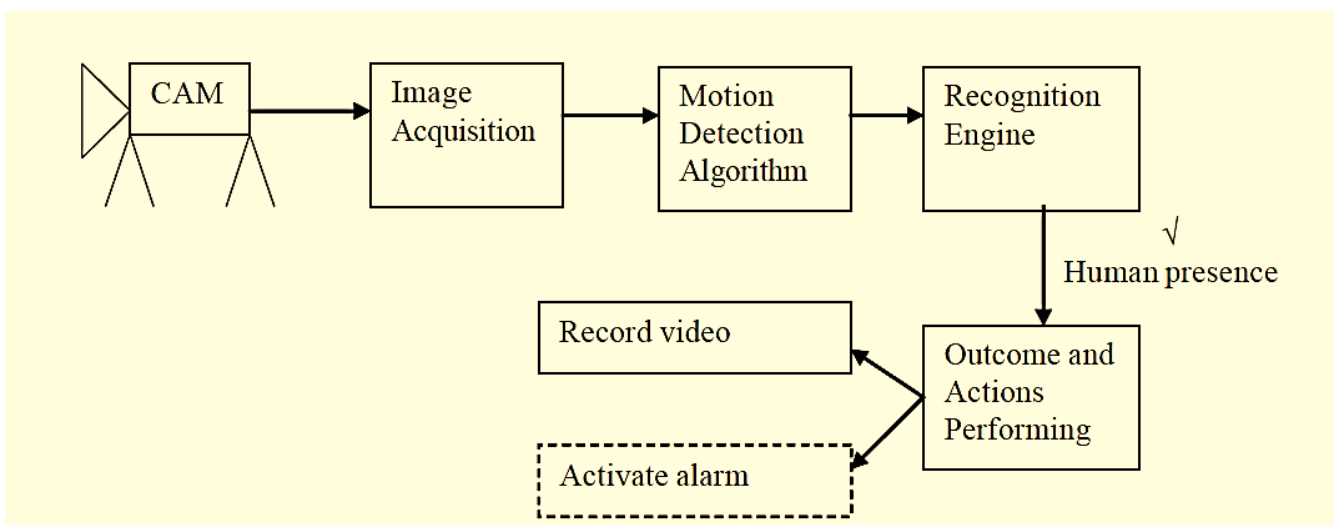 CAM
Image
Acquisition
Motion
Detection
Algorithm
Recognition
Engine
√
Human presence
Record video
Outcome and
Actions
Performing
Activate alarm